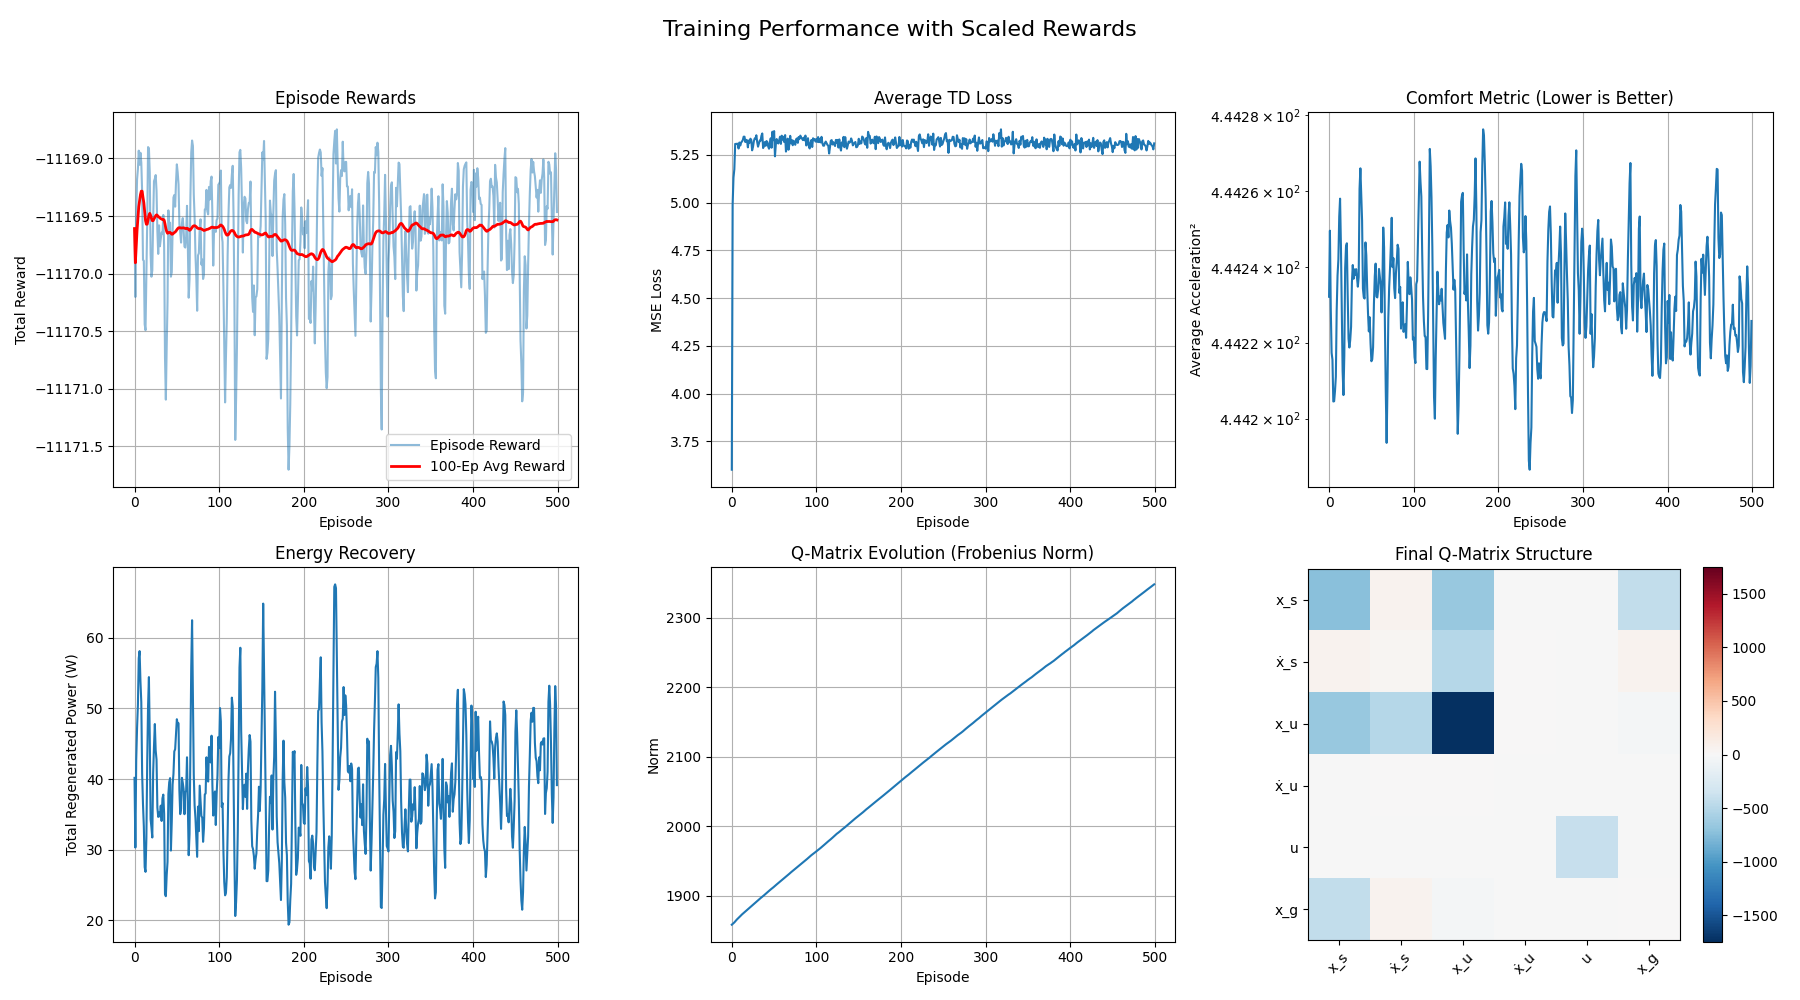 Training Performance with Scaled Rewards
Episode Rewards
Total Reward
−11169.0
−11169.5
−11170.0
−11170.5
−11171.0
−11171.5
Episode Reward
100-Ep Avg Reward
0 100 200 300 400 500
Episode
Average TD Loss
MSE Loss
5.25
5.00
4.75
4.50
4.25
4.00
3.75
0 100 200 300 400 500
Episode
Comfort Metric (Lower is Better)
Average Acceleration²
4.4428 × 10²
4.4426 × 10²
4.4424 × 10²
4.4422 × 10²
4.442 × 10²
0 100 200 300 400 500
Episode
Energy Recovery
Total Regenerated Power (W)
60
50
40
30
20
0 100 200 300 400 500
Episode
Q-Matrix Evolution (Frobenius Norm)
Norm
2300
2200
2100
2000
1900
0 100 200 300 400 500
Episode
Final Q-Matrix Structure
x_s
ẋ_s
x_u
ẋ_u
u
x_g
x_s ẋ_s x_u ẋ_u u x_g
1500
1000
500
0
−500
−1000
−1500